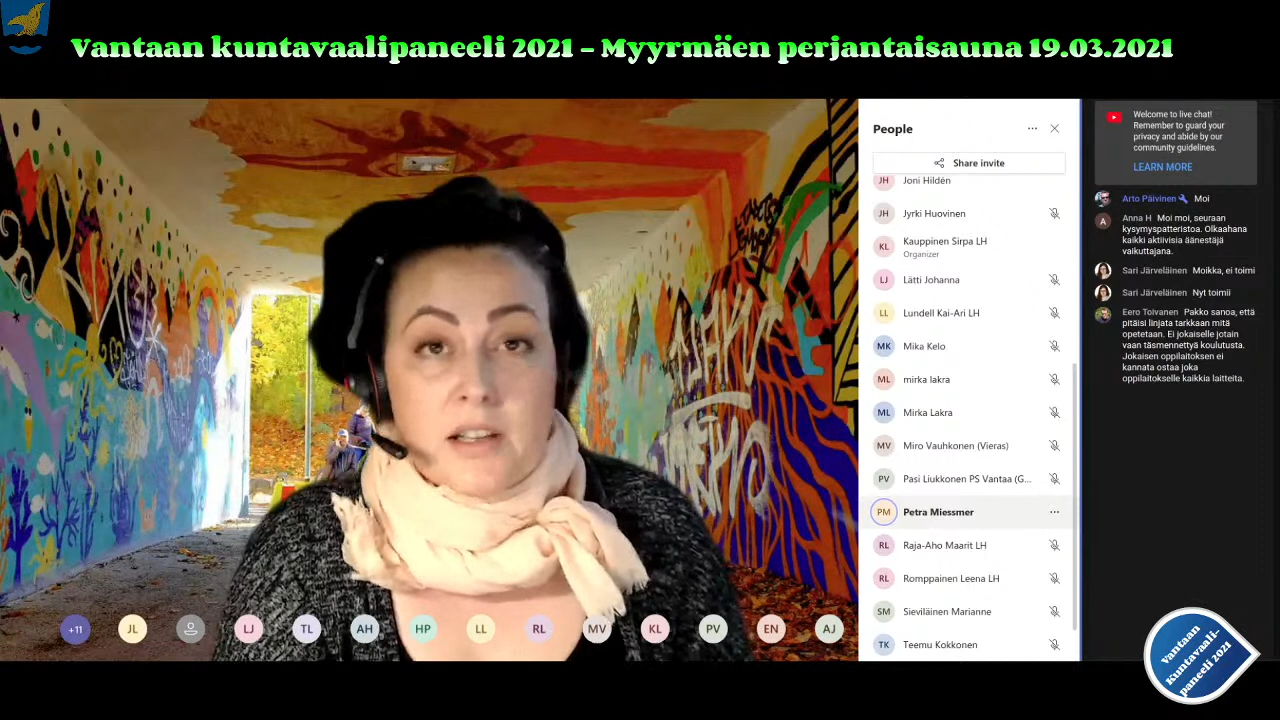 Vantaan kuntavaalipaneeli 2021 – Myyrmäen perjantaisauna 19.03.2021
People
Share invite
JH Joni Hildén
JH Jyrki Huovinen
KL Kauppinen Sirpa LH
Organizer
LJ Lätti Johanna
LL Lundell Kai-Ari LH
MK Mika Kelo
ML mirka lakra
ML Mirka Lakra
MV Miro Vauhkonen (Vieras)
PV Pasi Liukkonen PS Vantaa (G...
PM Petra Miessmer
RL Raja-Aho Maarit LH
RL Romppainen Leena LH
SM Sieviläinen Marianne
TK Teemu Kokkonen
Welcome to live chat!
Remember to guard your
privacy and abide by our
community guidelines.
LEARN MORE
Arto Päivinen Moi
A Anna H Moi moi, seuraan
kysymyspatteristoa. Olkaahana
kaikki aktiivisia äänestäjä
vaikuttajana.
Sari Järveläinen Moikka, ei toimi
Sari Järveläinen Nyt toimii
Eero Toivanen Pakko sanoa, että
pitäisi linjata tarkkaan mitä
opetetaan. Ei jokaiselle jotain
vaan täsmennettyä koulutusta.
Jokaisen oppilaitoksen ei
kannata ostaa joka
oppilaitokselle kaikkia laitteita.
+11 JL LJ TL AH HP LL RL MV KL PV EN AJ
Vantaan
Kuntavaali-
paneeli 2021